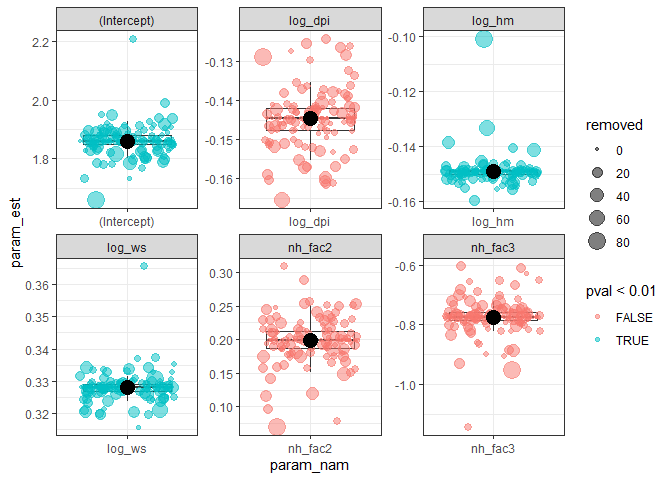 (Intercept)
log_dpi
log_hm
2.2
2.0
1.8
-0.13
-0.14
-0.15
-0.16
-0.10
-0.12
-0.14
-0.16
(Intercept)
log_dpi
log_hm
log_ws
nh_fac2
nh_fac3
0.36
0.35
0.34
0.33
0.32
0.30
0.25
0.20
0.15
0.10
-0.6
-0.8
-1.0
log_ws
nh_fac2
nh_fac3
param_nam
param_est
removed
0
20
40
60
80
pval < 0.01
FALSE
TRUE